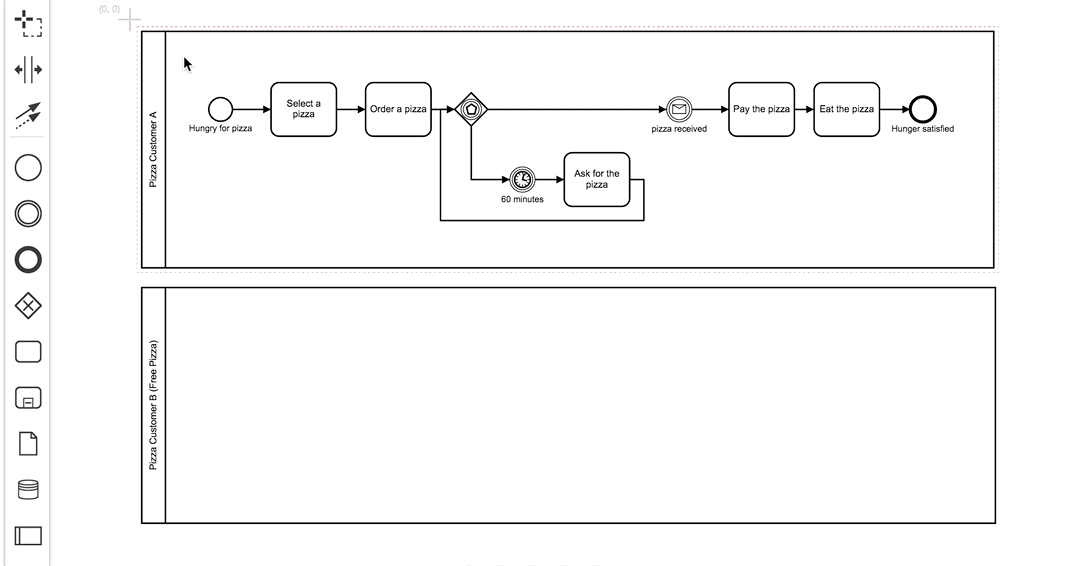 (0, 0)
Pizza Customer A
Hungry for pizza
Select a
pizza
Order a pizza
60 minutes
Ask for the
pizza
pizza received
Pay the pizza
Eat the pizza
Hunger satisfied
Pizza Customer B (Free Pizza)